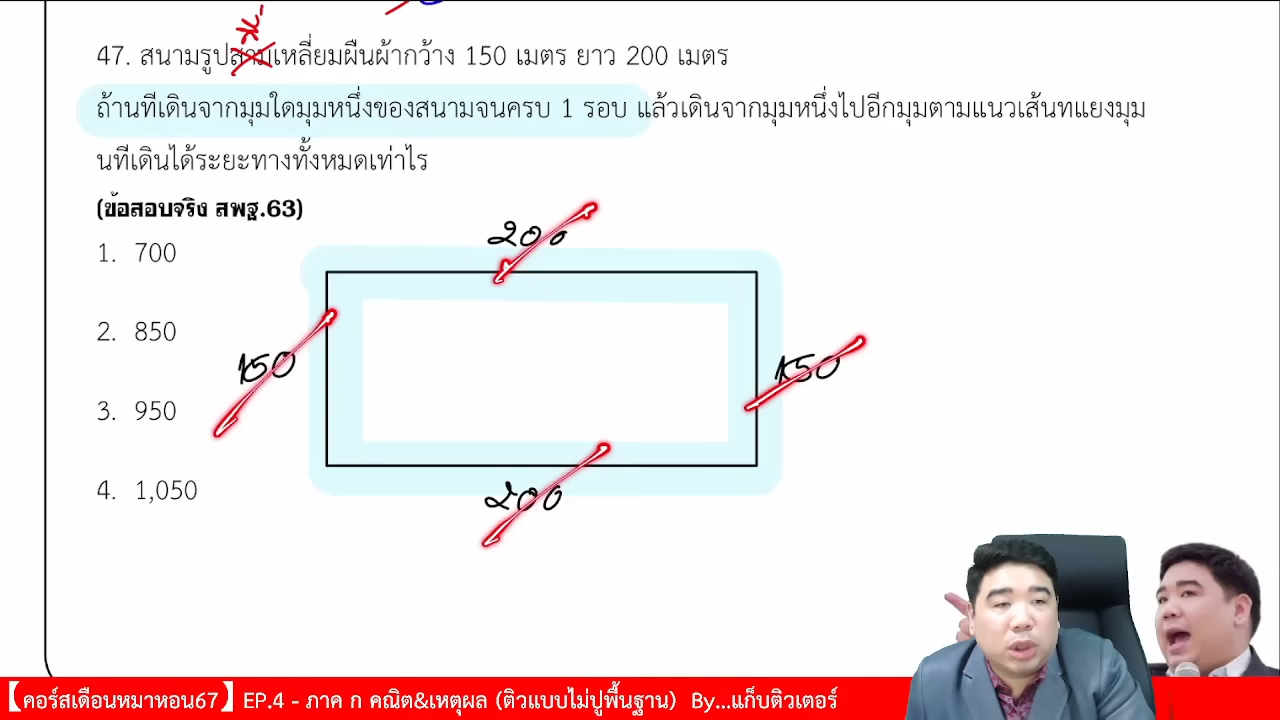 สี่
47. สนามรูปสามเหลี่ยมผืนผ้ากว้าง 150 เมตร ยาว 200 เมตร
ถ้านทีเดินจากมุมใดมุมหนึ่งของสนามจนครบ 1 รอบ แล้วเดินจากมุมหนึ่งไปอีกมุมตามแนวเส้นทแยงมุม
นทีเดินได้ระยะทางทั้งหมดเท่าไร
(ข้อสอบจริง สพฐ.63)
1. 700
2. 850
3. 950
4. 1,050
200
150
150
200
【คอร์สเดือนหมาหอน67】 EP.4 - ภาค ก คณิต&เหตุผล (ติวแบบไม่ปูพื้นฐาน) By...แก็บติวเตอร์